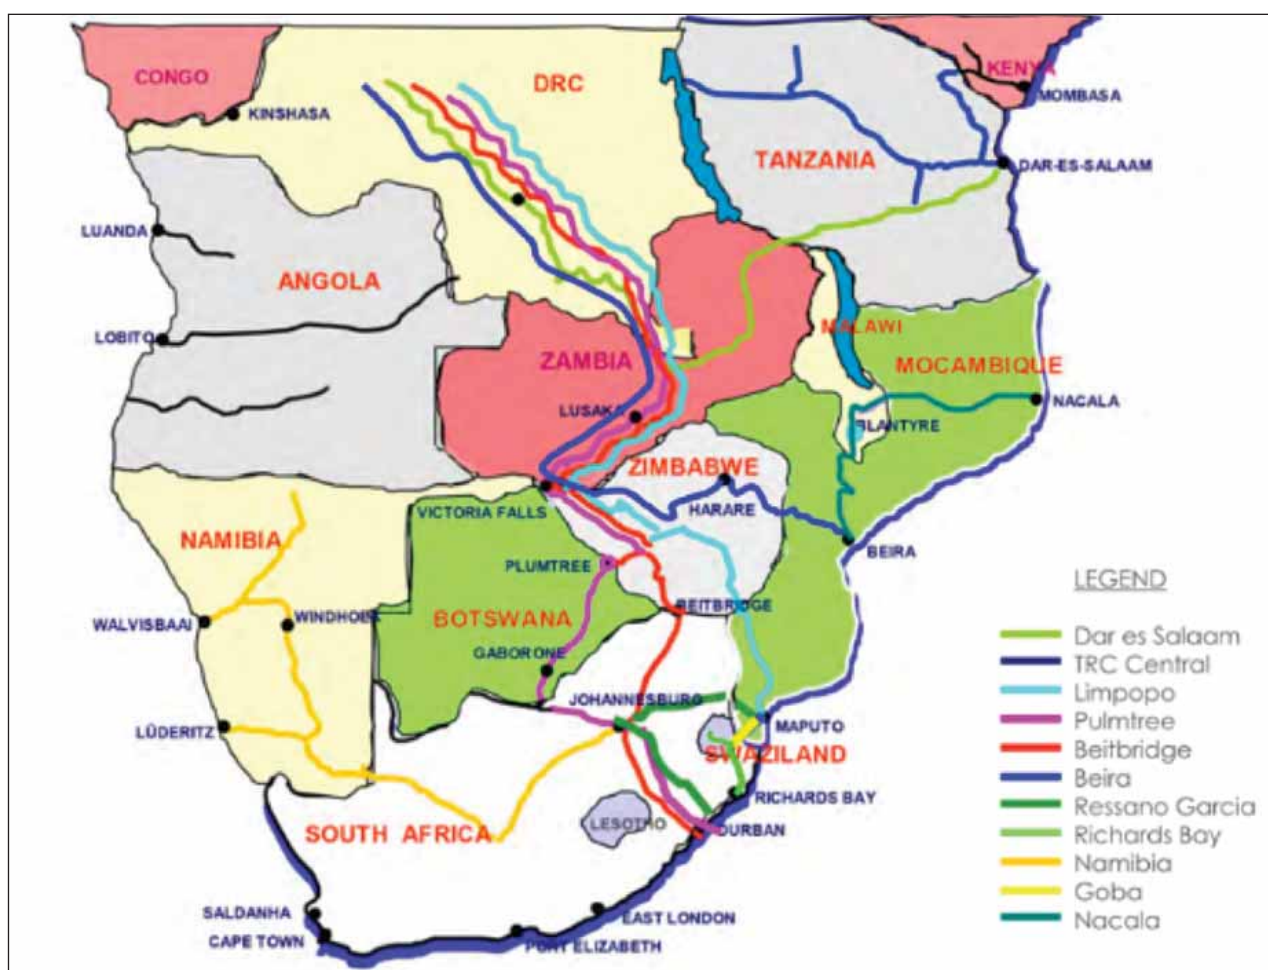 CONGO
DRC
KENYA
KINSHASA
MOMBASA
TANZANIA
DAR-ES-SALAAM
LUANDA
ANGOLA
LOBITO
MALAWI
ZAMBIA
MOCAMBIQUE
LUSAKA
NACALA
BLANTYRE
ZIMBABWE
VICTORIA FALLS
HARARE
NAMIBIA
BEIRA
PLUMTREE
LEGEND
BEITBRIDGE
WALVISBAAI
WINDHOEK
BOTSWANA
Dar es Salaam
GABORONE
TRC Central
JOHANNESBURG
Limpopo
LÜDERITZ
MAPUTO
Pulmtree
SWAZILAND
Beitbridge
Beira
RICHARDS BAY
Ressano Garcia
SOUTH AFRICA
LESOTHO
DURBAN
Richards Bay
Namibia
Goba
SALDANHA
EAST LONDON
Nacala
CAPE TOWN
PORT ELIZABETH